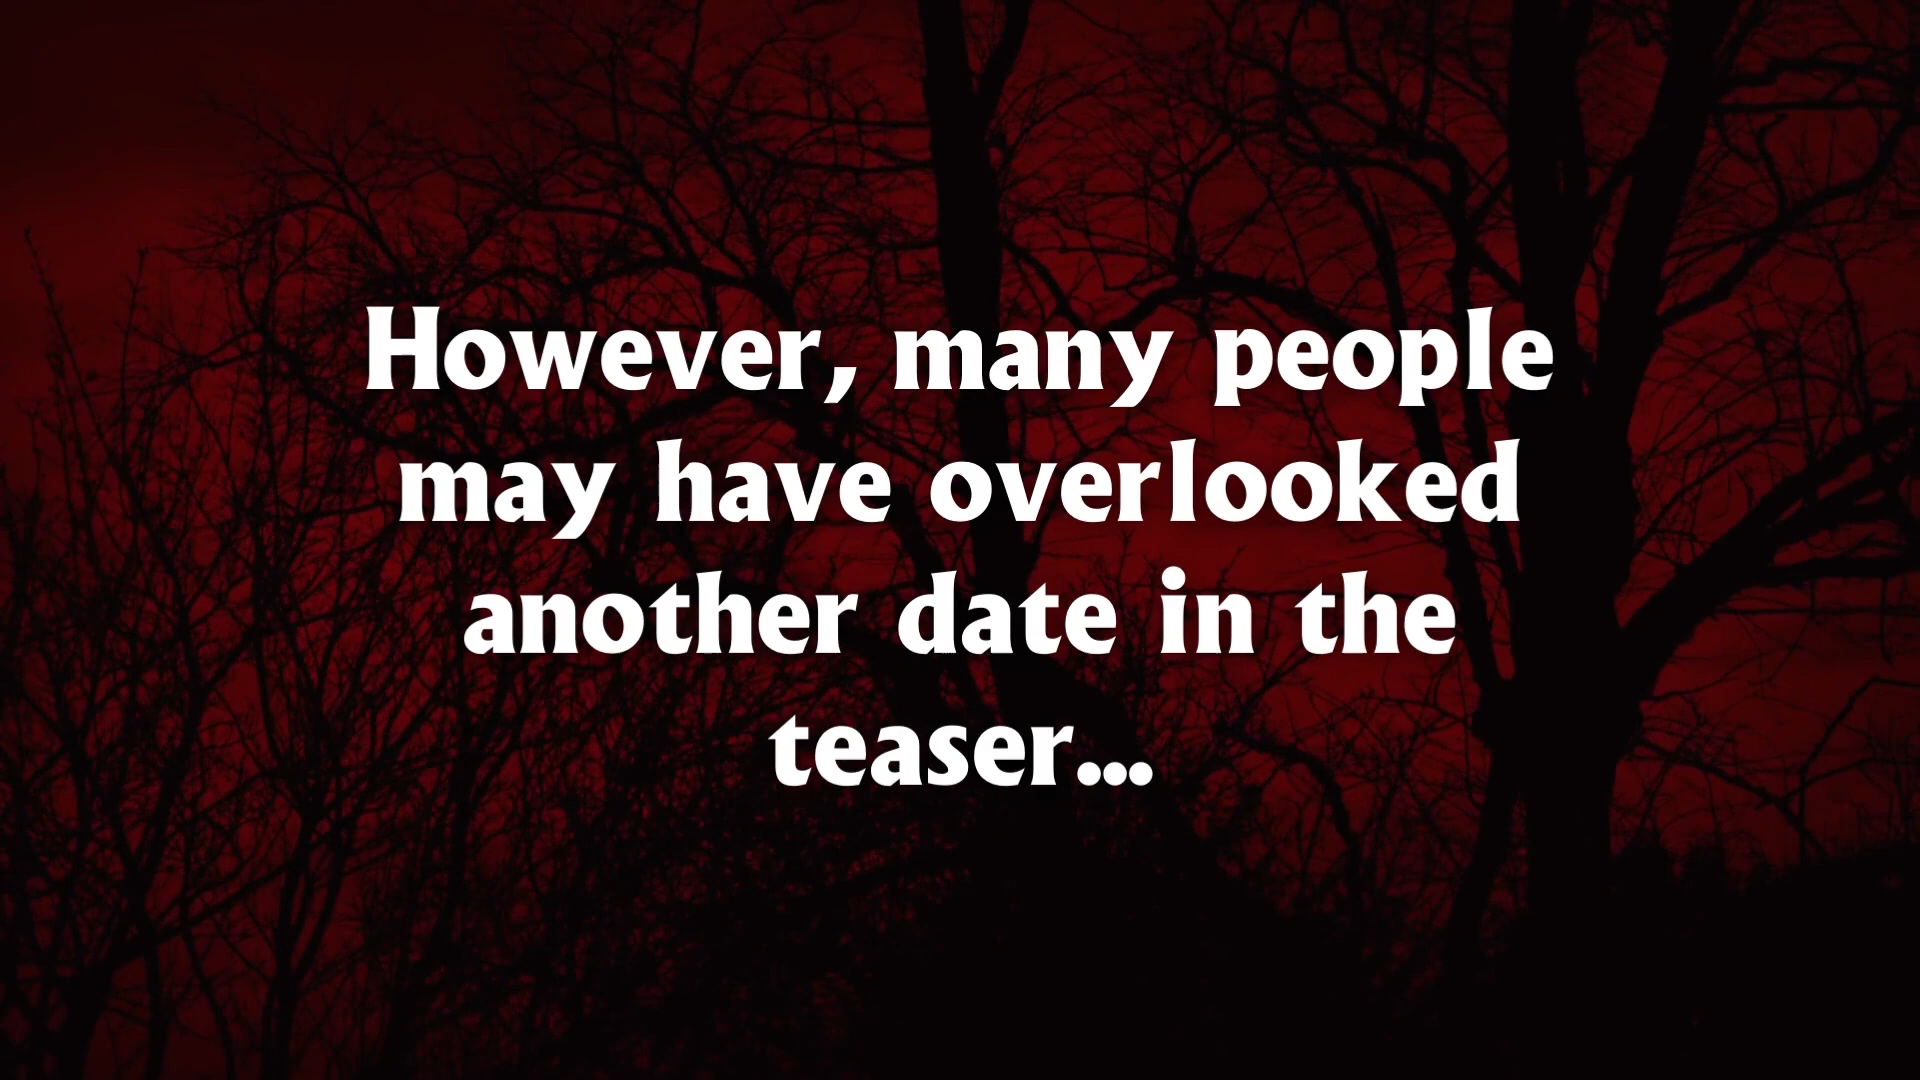 However, many people
may have overlooked
another date in the
teaser...